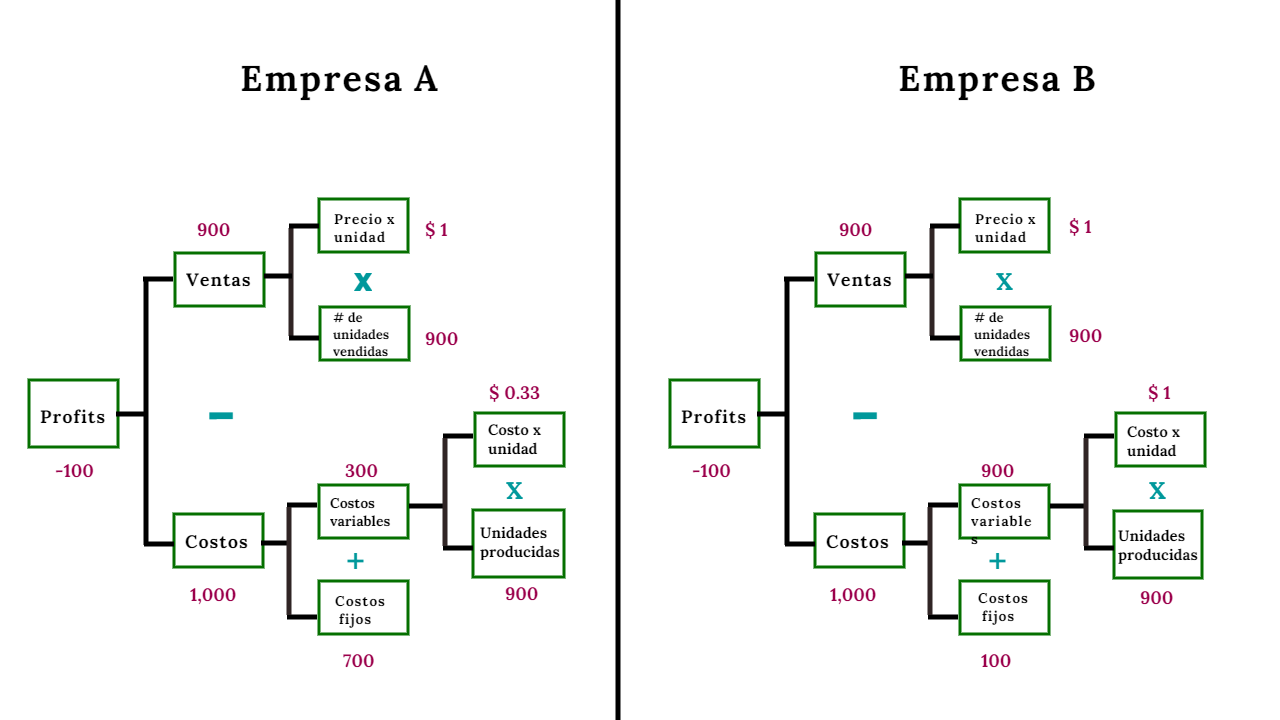 Empresa A
900
Precio x
unidad
$ 1
Ventas
x
# de
unidades
vendidas
900
Profits
-100
–
$ 0.33
Costo x
unidad
300
Costos
variables
x
Unidades
producidas
900
Costos
1,000
+
Costos
fijos
700
Empresa B
900
Precio x
unidad
$ 1
Ventas
x
# de
unidades
vendidas
900
Profits
-100
–
$ 1
Costo x
unidad
900
Costos
variable
s
x
Unidades
producidas
900
Costos
1,000
+
Costos
fijos
100